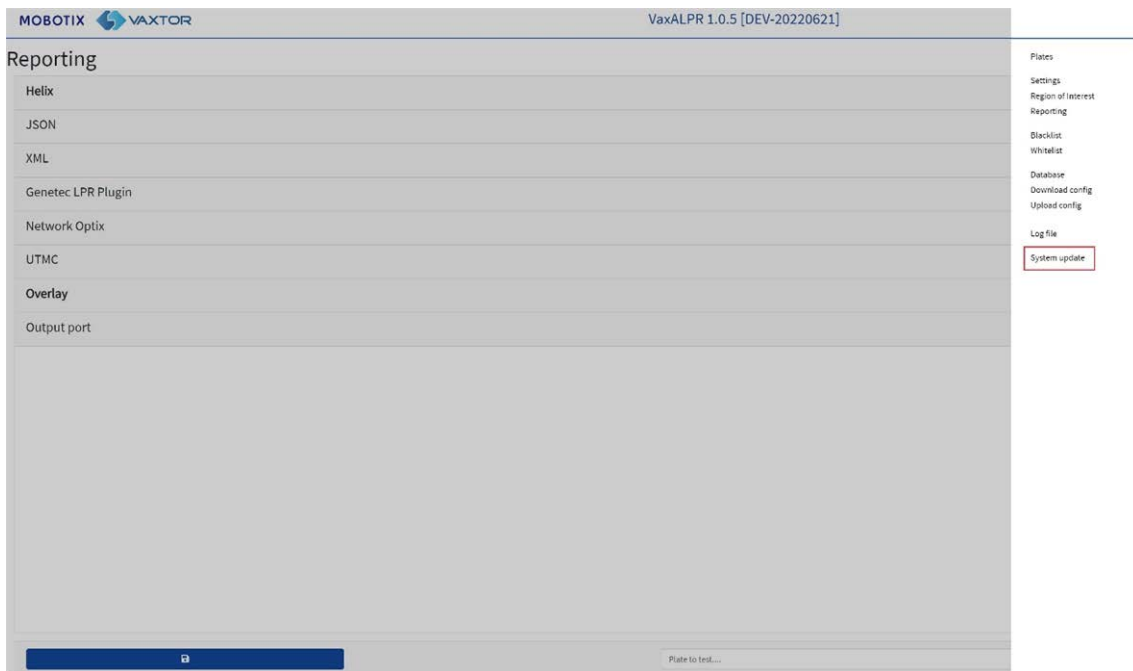 MOBOTIX VAXTOR
VaxALPR 1.0.5 [DEV-20220621]
Reporting
Helix
JSON
XML
Genetec LPR Plugin
Network Optix
UTMC
Overlay
Output port
Plate to test....
Plates
Settings
Region of Interest
Reporting
Blacklist
Whitelist
Database
Download config
Upload config
Log file
System update